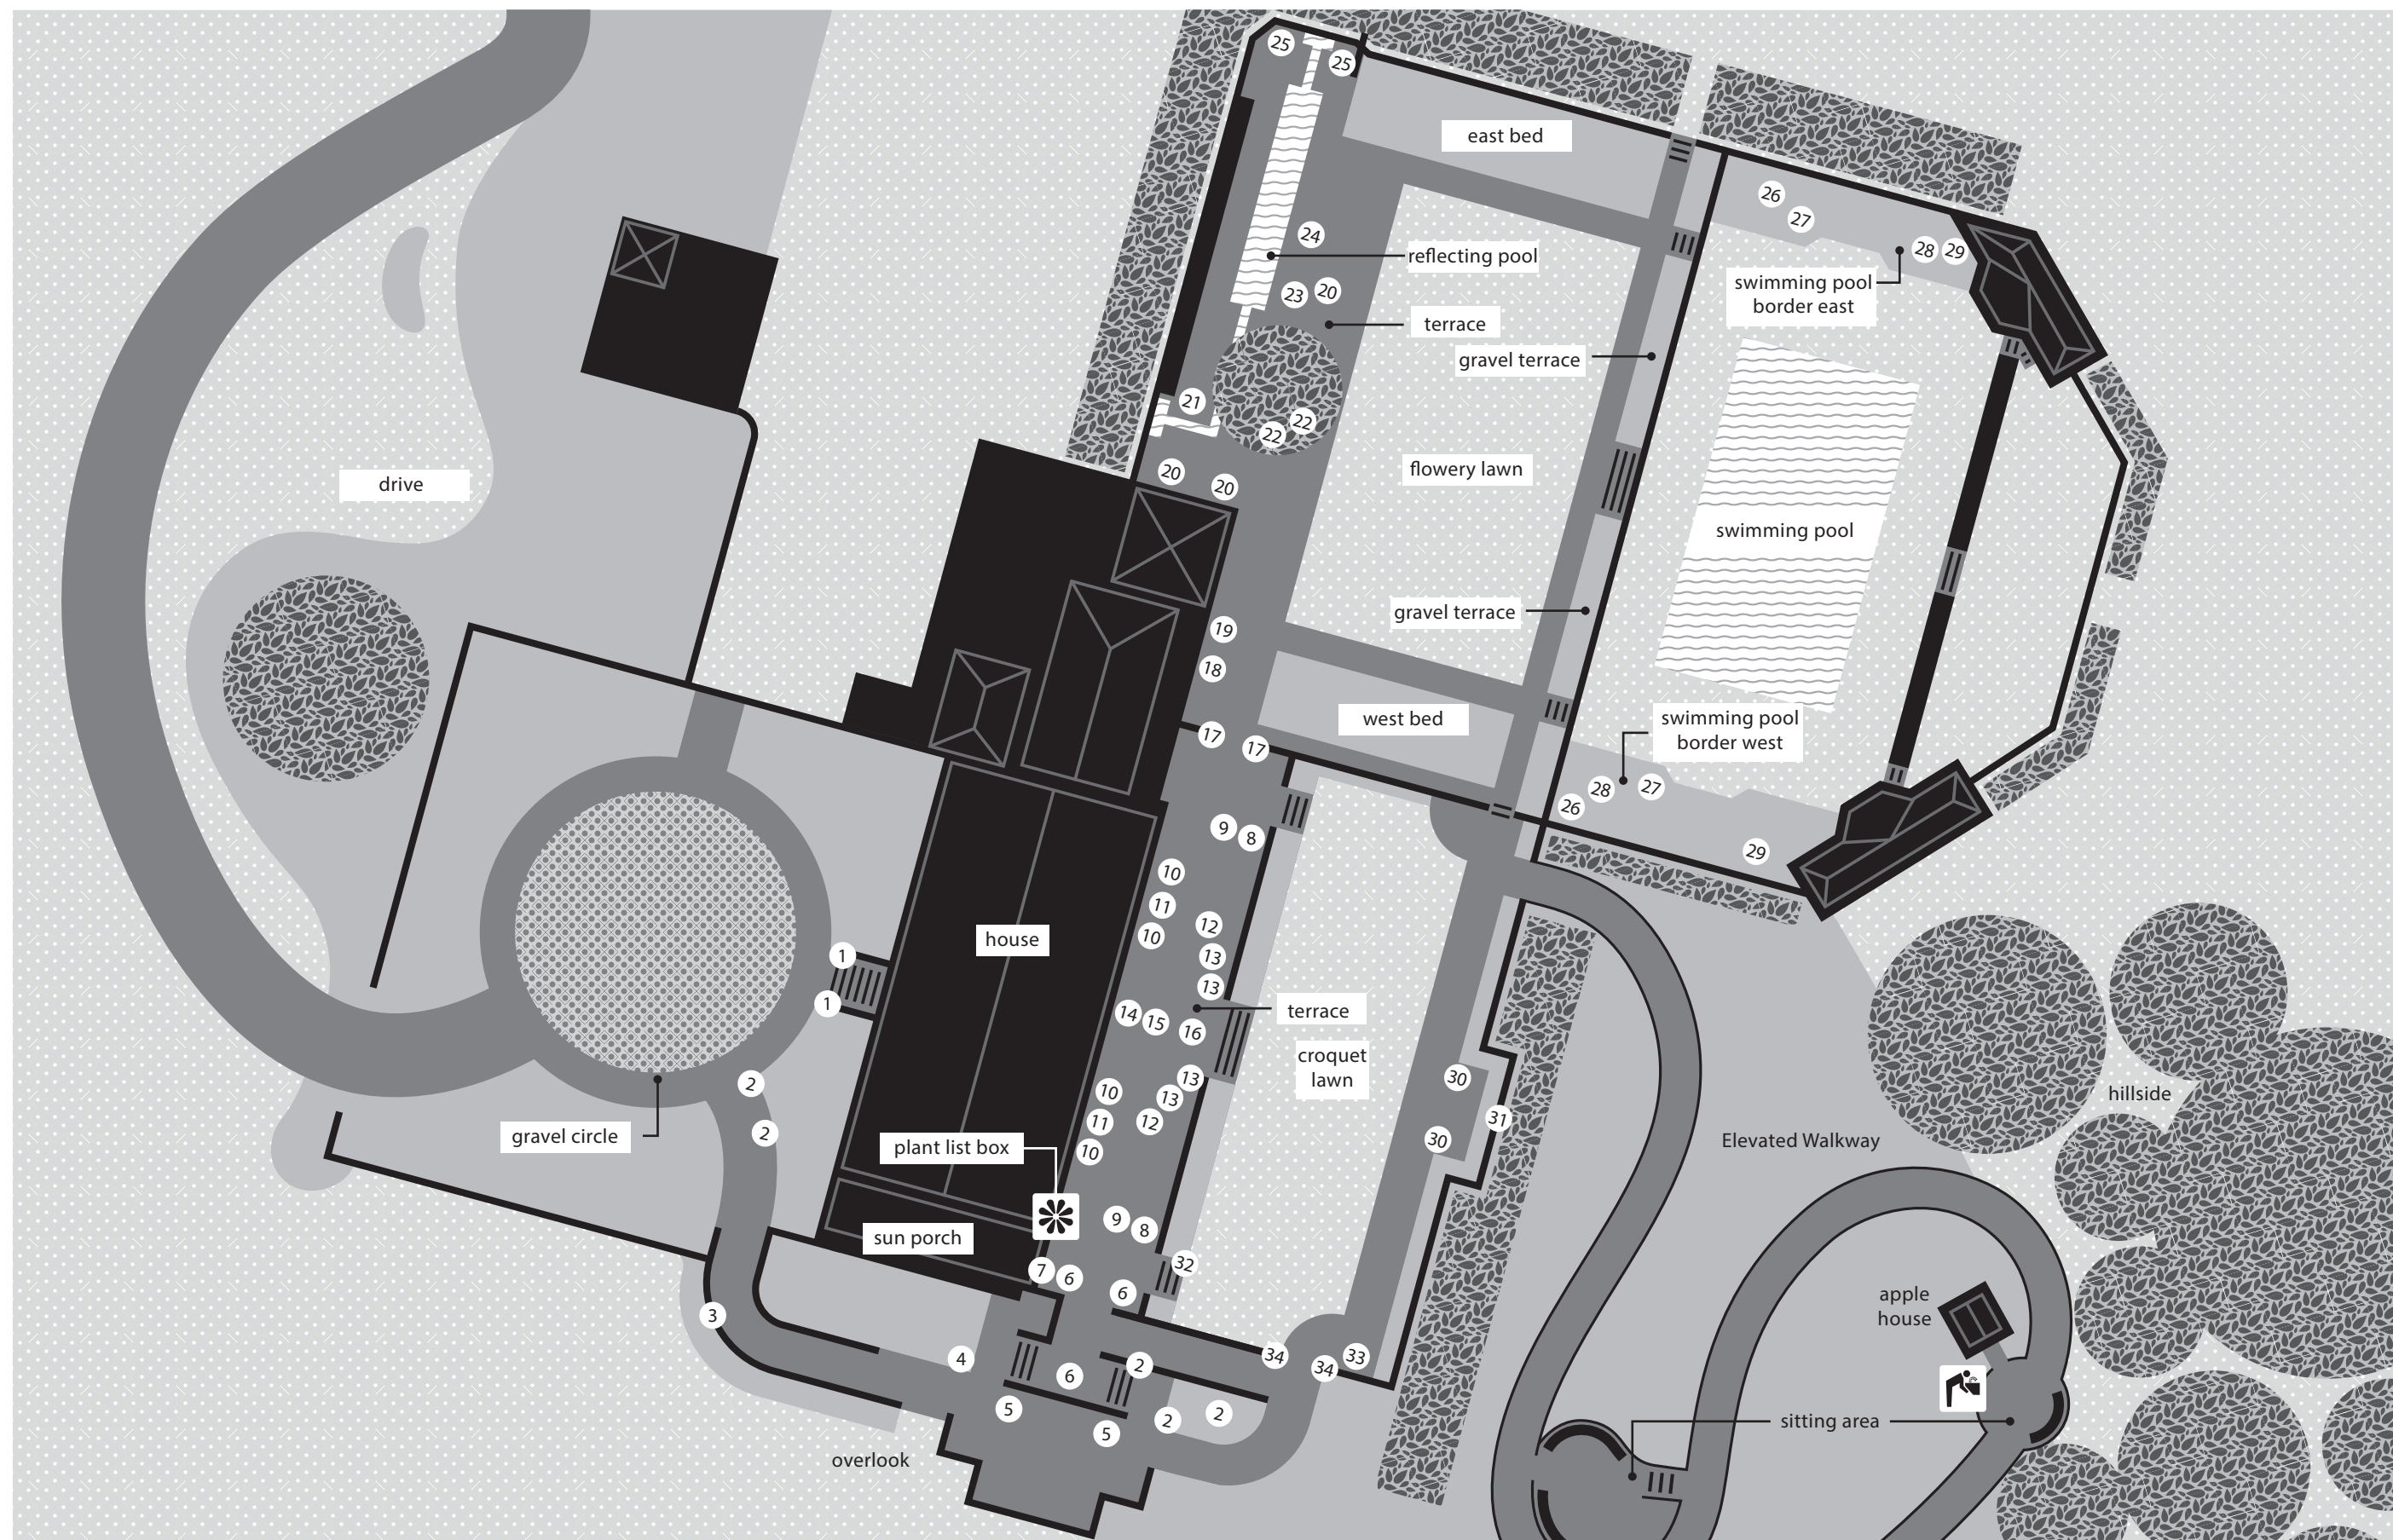 25
25
east bed
26
27
24
reflecting pool
28
29
swimming pool
border east
23
20
terrace
gravel terrace
21
22
22
flowery lawn
drive
20
20
swimming pool
gravel terrace
19
18
west bed
swimming pool
border west
17
17
28
27
26
9
8
29
10
11
10
12
house
13
13
1
1
14
15
16
terrace
croquet
lawn
2
13
30
10
13
hillside
11
12
31
2
gravel circle
30
Elevated Walkway
plant list box
10
9
8
sun porch
32
7
6
6
apple
house
3
4
34
34
33
2
6
5
2
2
5
sitting area
overlook